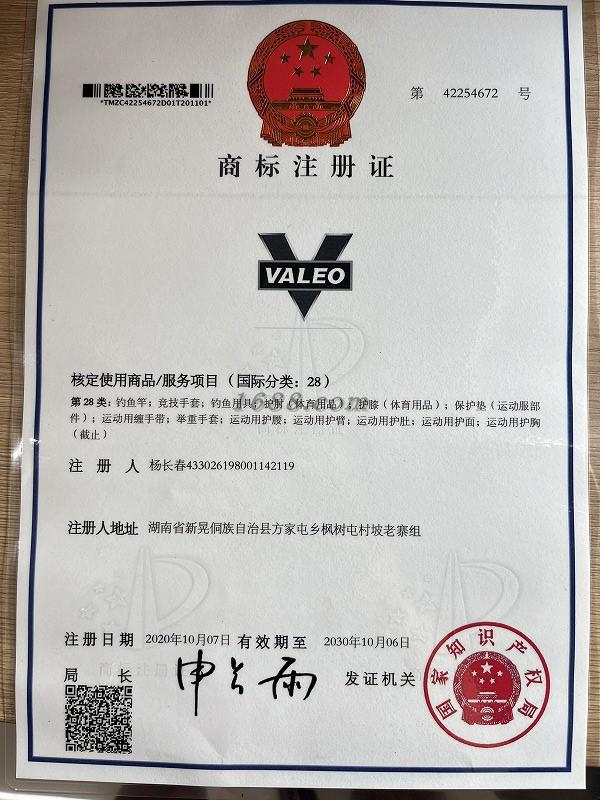 *TMZC42254672D01T201101*
第 42254672 号
商标注册证
VALEO
核定使用商品/服务项目（国际分类：28）
第28类：钓鱼竿；竞技手套；钓鱼用具；护肘（体育用品）；护膝（体育用品）；保护垫（运动服部
件）；运动用缠手带；举重手套；运动用护腰；运动用护臂；运动用护肚；运动用护面；运动用护胸
（截止）
1688.com
注册人 杨长春433026198001142119
注册人地址 湖南省新晃侗族自治县方家屯乡枫树屯村坡老寨组
注册日期 2020年10月07日 有效期至 2030年10月06日
局长 申长雨 发证机关
国家知识产权局